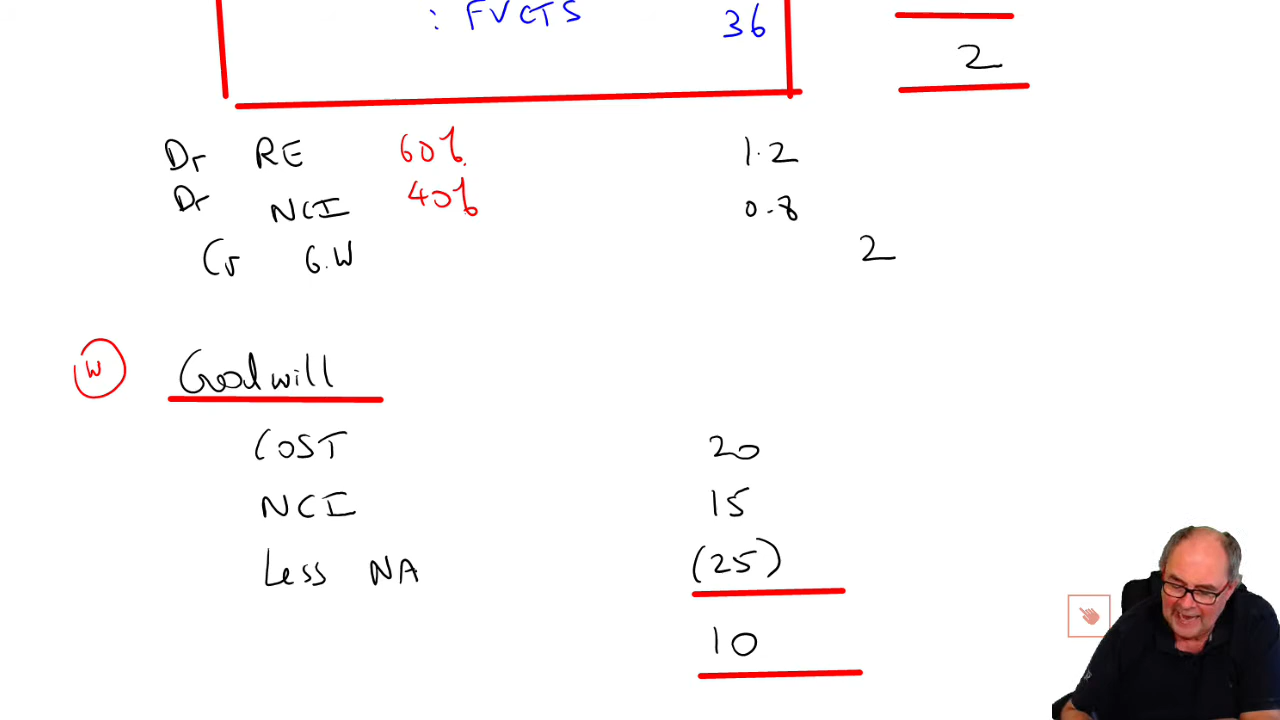 : FVCTS 36
2
Dr RE 60% 1.2
Dr NCI 40% 0.8
Cr G.W 2
W Goodwill
COST 20
NCI 15
Less NA (25)
10